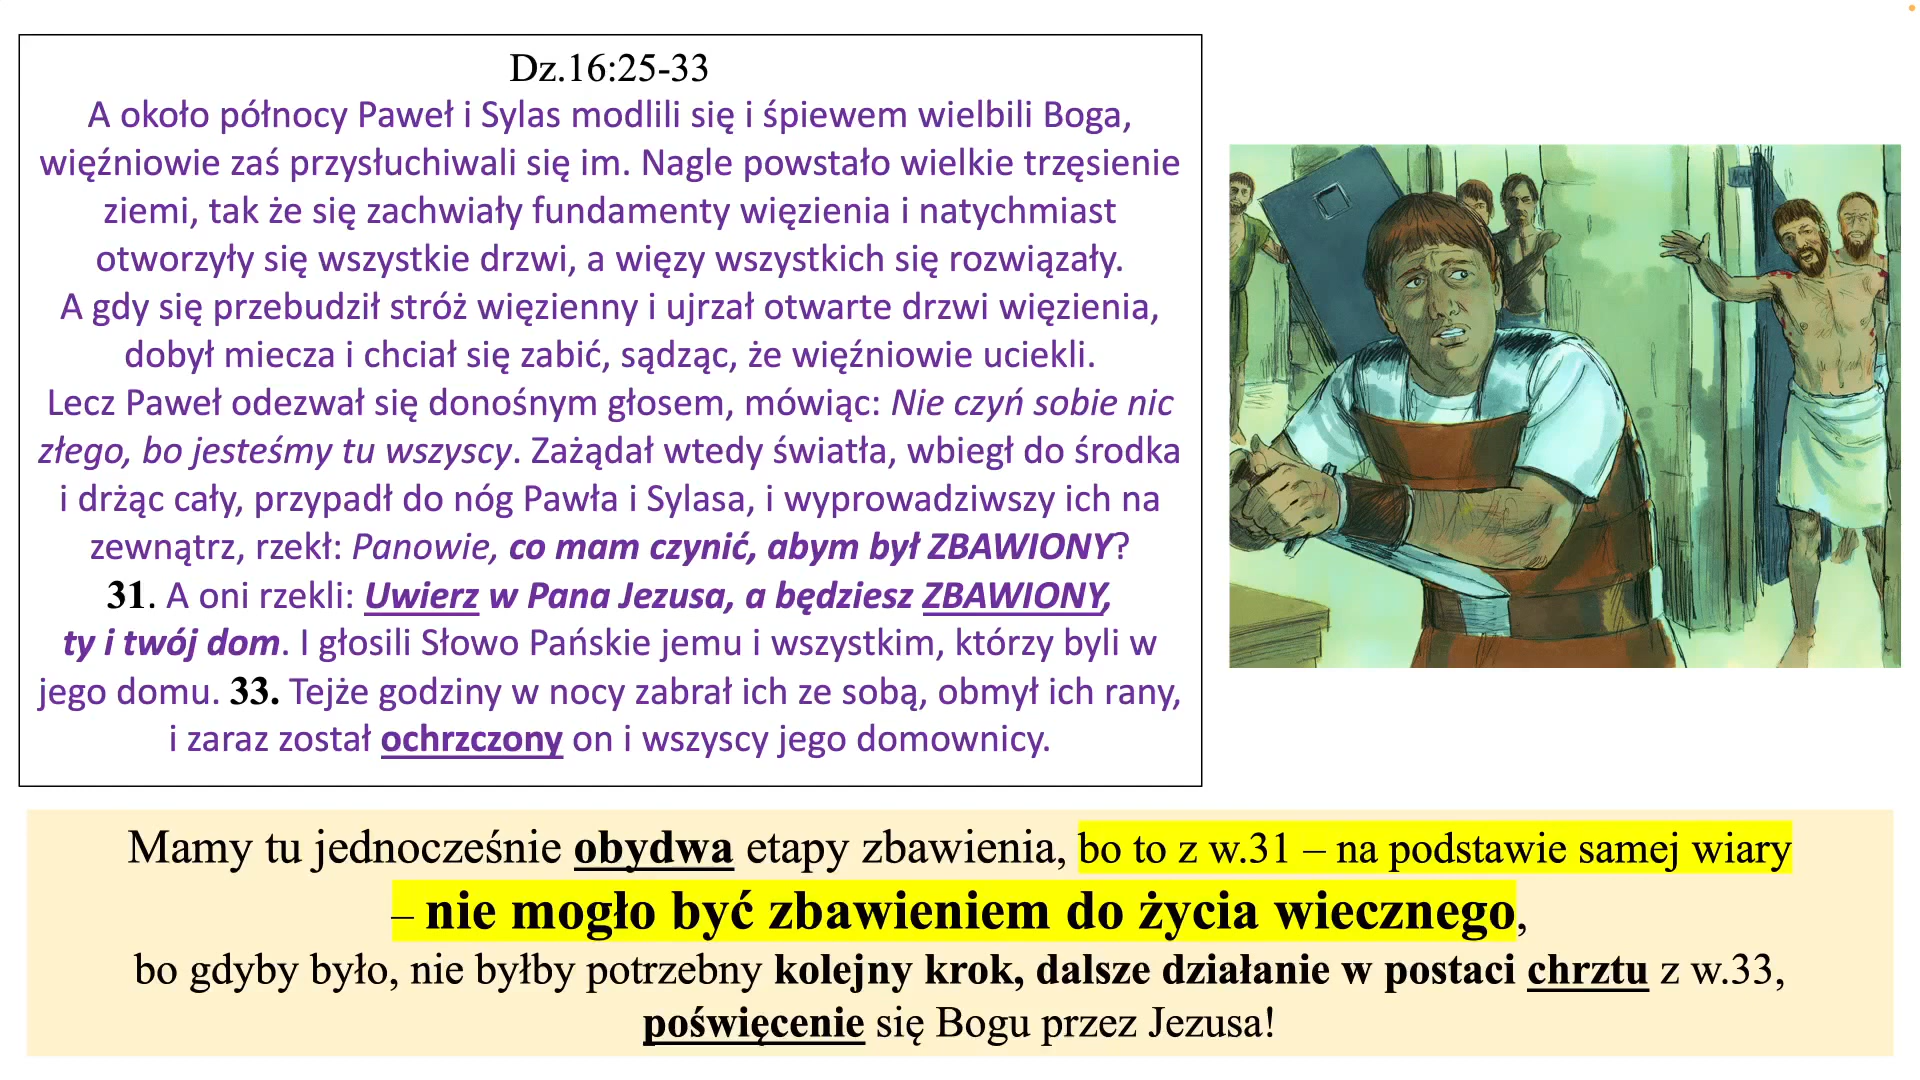 Dz.16:25-33
A około północy Paweł i Sylas modlili się i śpiewem wielbili Boga,
więźniowie zaś przysłuchiwali się im. Nagle powstało wielkie trzęsienie
ziemi, tak że się zachwiały fundamenty więzienia i natychmiast
otworzyły się wszystkie drzwi, a więzy wszystkich się rozwiązały.
A gdy się przebudził stróż więzienny i ujrzał otwarte drzwi więzienia,
dobył miecza i chciał się zabić, sądząc, że więźniowie uciekli.
Lecz Paweł odezwał się donośnym głosem, mówiąc: Nie czyń sobie nic
złego, bo jesteśmy tu wszyscy. Zażądał wtedy światła, wbiegł do środka
i drżąc cały, przypadł do nóg Pawła i Sylasa, i wyprowadziwszy ich na
zewnątrz, rzekł: Panowie, co mam czynić, abym był ZBAWIONY?
31. A oni rzekli: Uwierz w Pana Jezusa, a będziesz ZBAWIONY,
ty i twój dom. I głosili Słowo Pańskie jemu i wszystkim, którzy byli w
jego domu. 33. Tejże godziny w nocy zabrał ich ze sobą, obmył ich rany,
i zaraz został ochrzczony on i wszyscy jego domownicy.
Mamy tu jednocześnie obydwa etapy zbawienia, bo to z w.31 – na podstawie samej wiary
– nie mogło być zbawieniem do życia wiecznego,
bo gdyby było, nie byłby potrzebny kolejny krok, dalsze działanie w postaci chrztu z w.33,
poświęcenie się Bogu przez Jezusa!